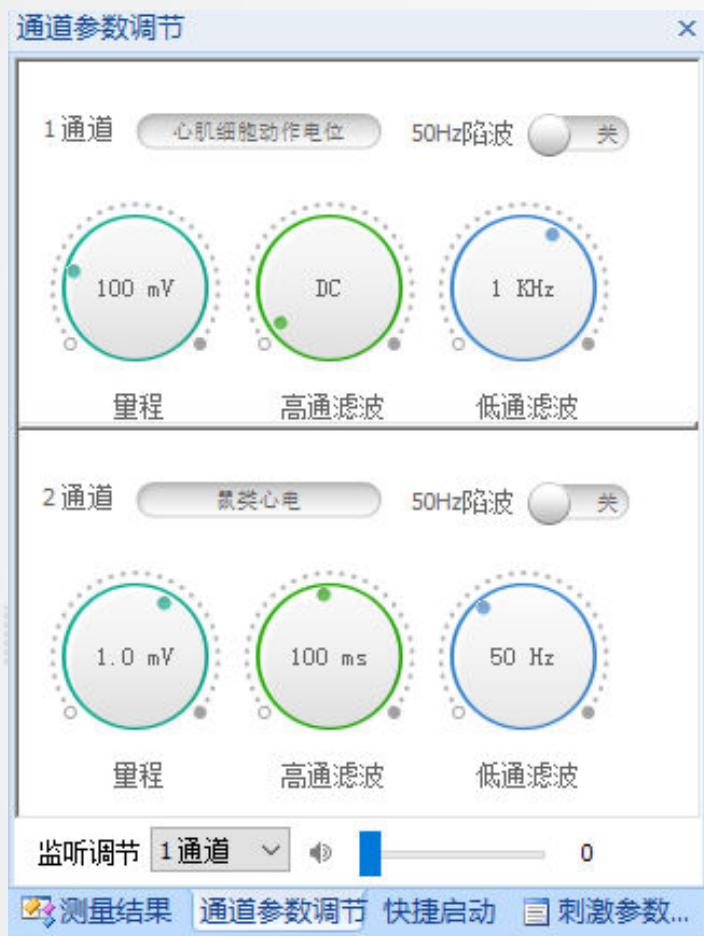 通道参数调节
1通道 心肌细胞动作电位 50Hz陷波 关
100 mV DC 1 KHz
量程 高通滤波 低通滤波
2通道 鼠类心电 50Hz陷波 关
1.0 mV 100 ms 50 Hz
量程 高通滤波 低通滤波
监听调节 1通道 0
测量结果 通道参数调节 快捷启动 刺激参数...